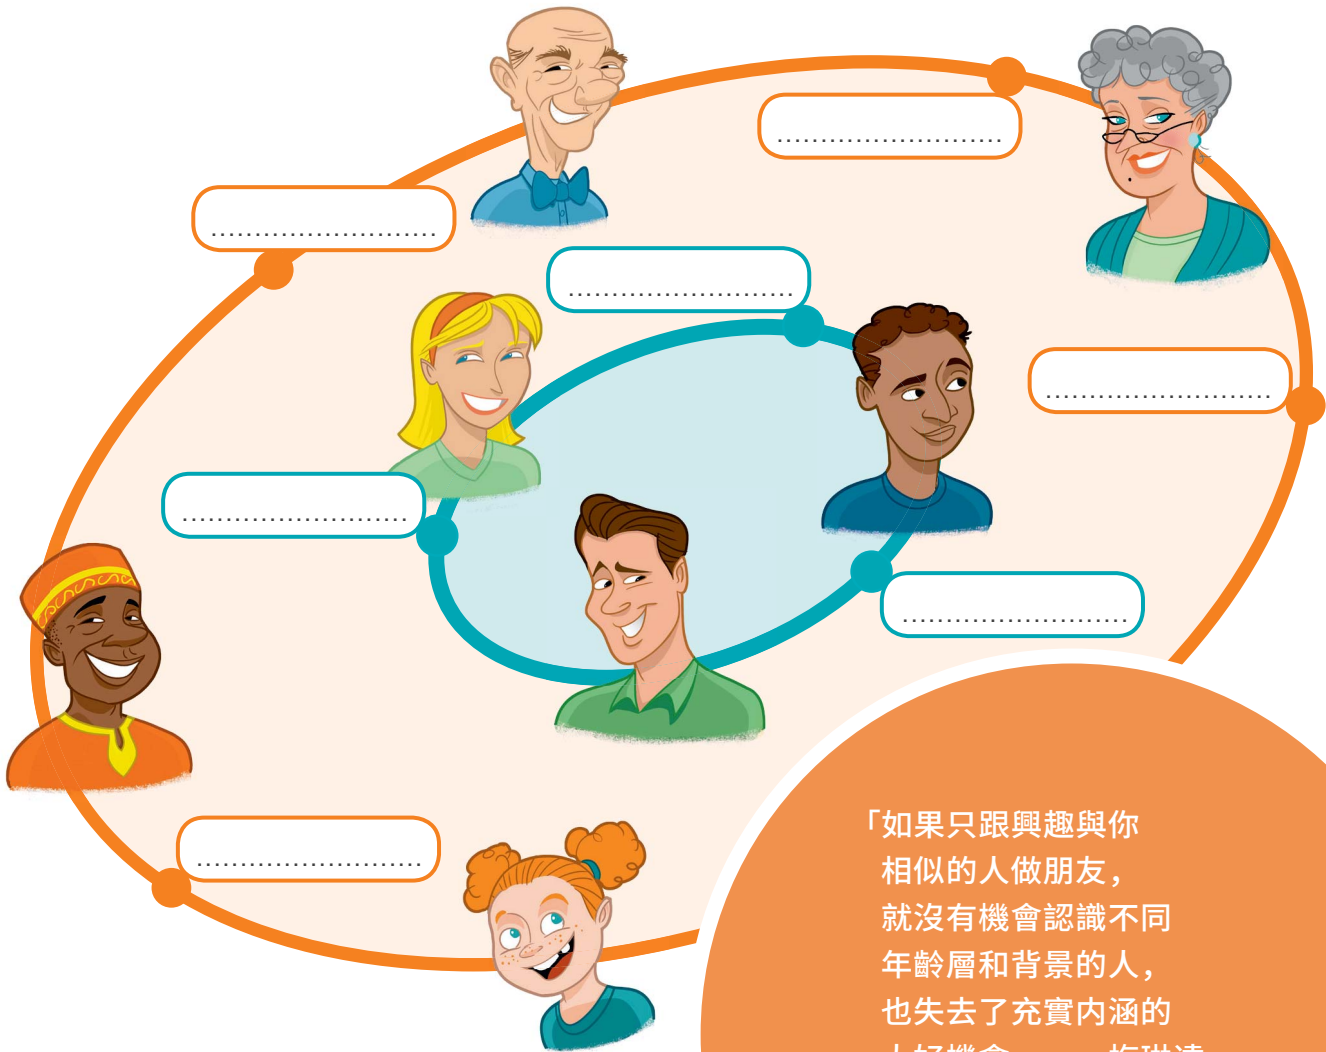 「如果只跟興趣與你
相似的人做朋友，
就沒有機會認識不同
年齡層和背景的人，
也失去了充實内涵的